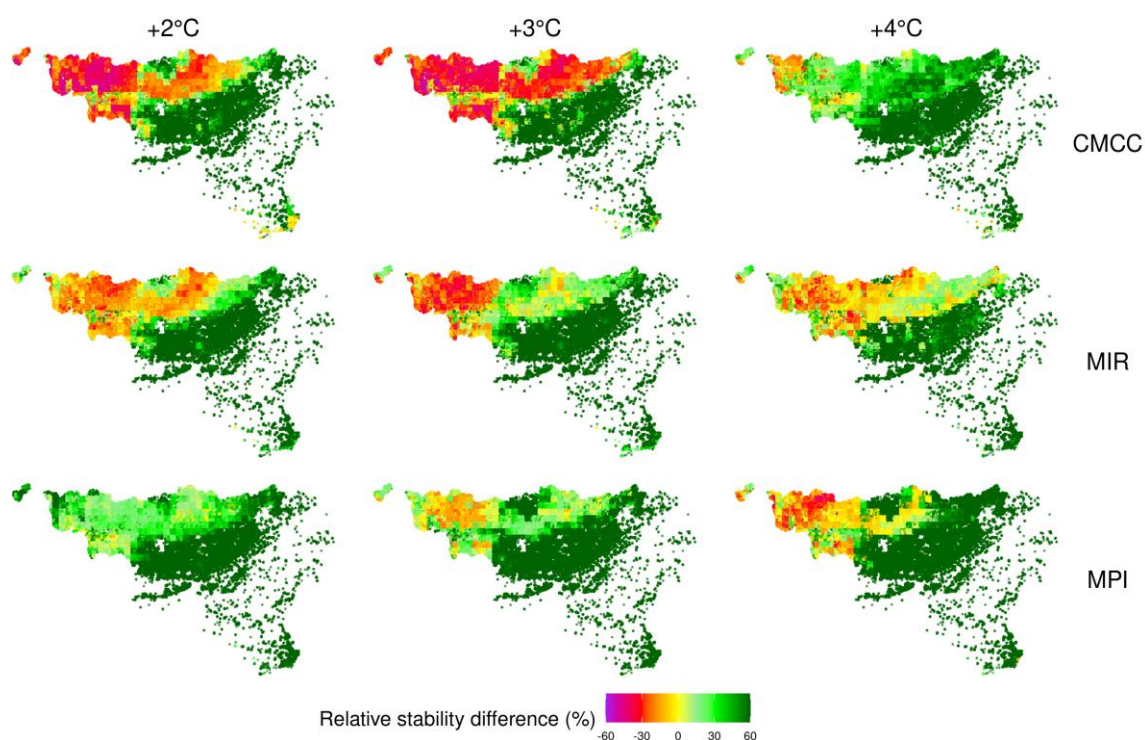 +2°C
+3°C
+4°C
CMCC
MIR
MPI
Relative stability difference (%)
-60 -30 0 30 60